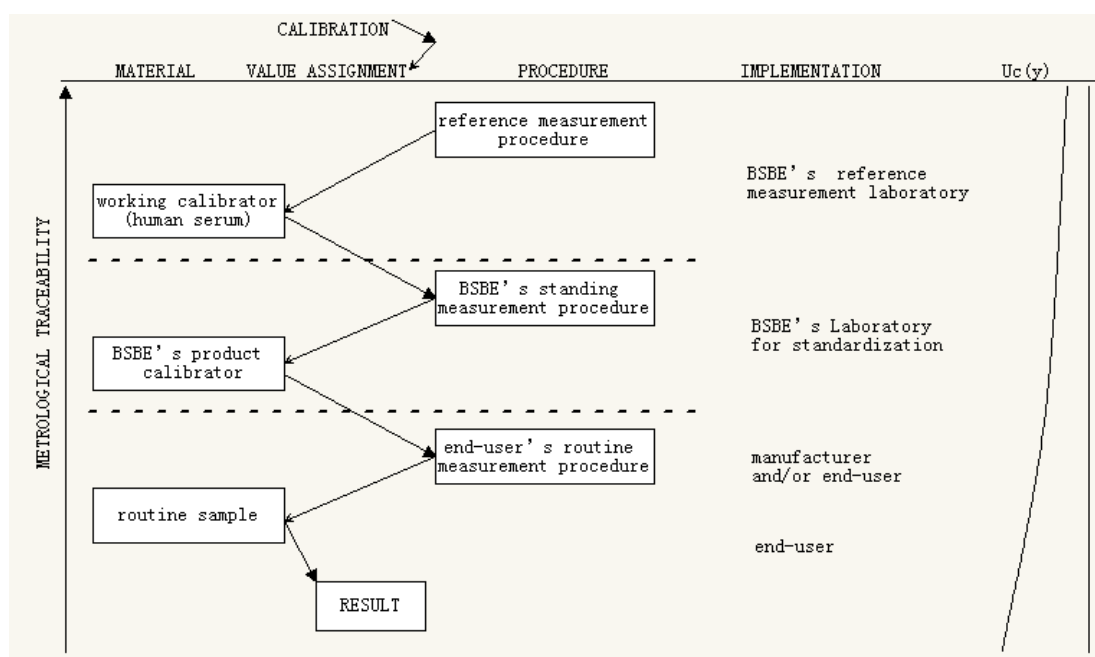 CALIBRATION
MATERIAL VALUE ASSIGNMENT PROCEDURE IMPLEMENTATION Uc(y)
reference measurement
procedure
BSBE’s reference
measurement laboratory
working calibrator
(human serum)
METROLOGICAL TRACEABILITY
BSBE’s standing
measurement procedure
BSBE’s Laboratory
for standardization
BSBE’s product
calibrator
end-user’s routine
measurement procedure
manufacturer
and/or end-user
routine sample
end-user
RESULT